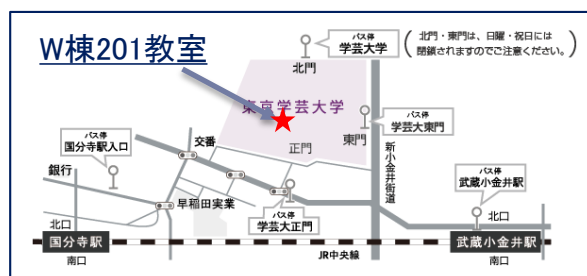 W棟201教室
バス停
学芸大学
北門・東門は、日曜・祝日には
閉鎖されますのでご注意ください。
北門
東京学芸大学
バス停
学芸大東門
東門
バス停
国分寺駅入口
交番
正門
新小金井街道
銀行
バス停
武蔵小金井駅
早稲田実業
バス停
学芸大正門
北口
北口
国分寺駅
武蔵小金井駅
南口
JR中央線
南口